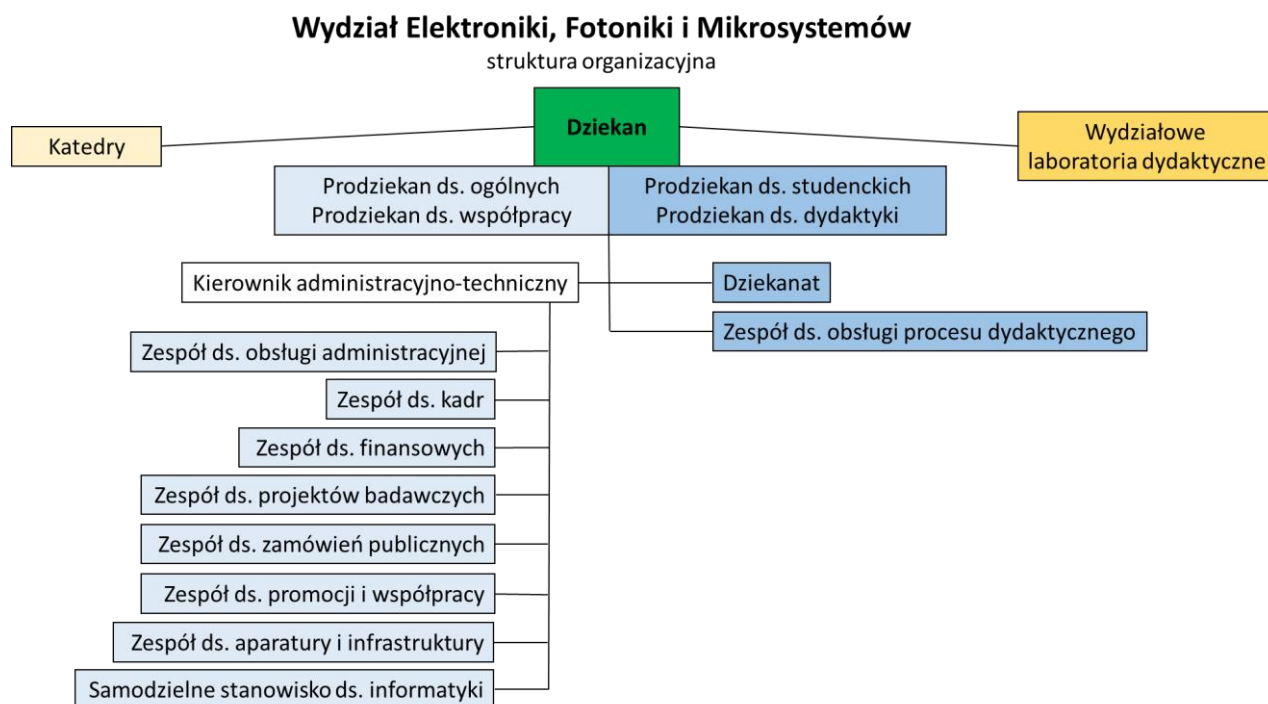 Wydział Elektroniki, Fotoniki i Mikrosystemów
struktura organizacyjna
Katedry
Dziekan
Wydziałowe
laboratoria dydaktyczne
Prodziekan ds. ogólnych
Prodziekan ds. współpracy
Prodziekan ds. studenckich
Prodziekan ds. dydaktyki
Kierownik administracyjno-techniczny
Dziekanat
Zespół ds. obsługi procesu dydaktycznego
Zespół ds. obsługi administracyjnej
Zespół ds. kadr
Zespół ds. finansowych
Zespół ds. projektów badawczych
Zespół ds. zamówień publicznych
Zespół ds. promocji i współpracy
Zespół ds. aparatury i infrastruktury
Samodzielne stanowisko ds. informatyki